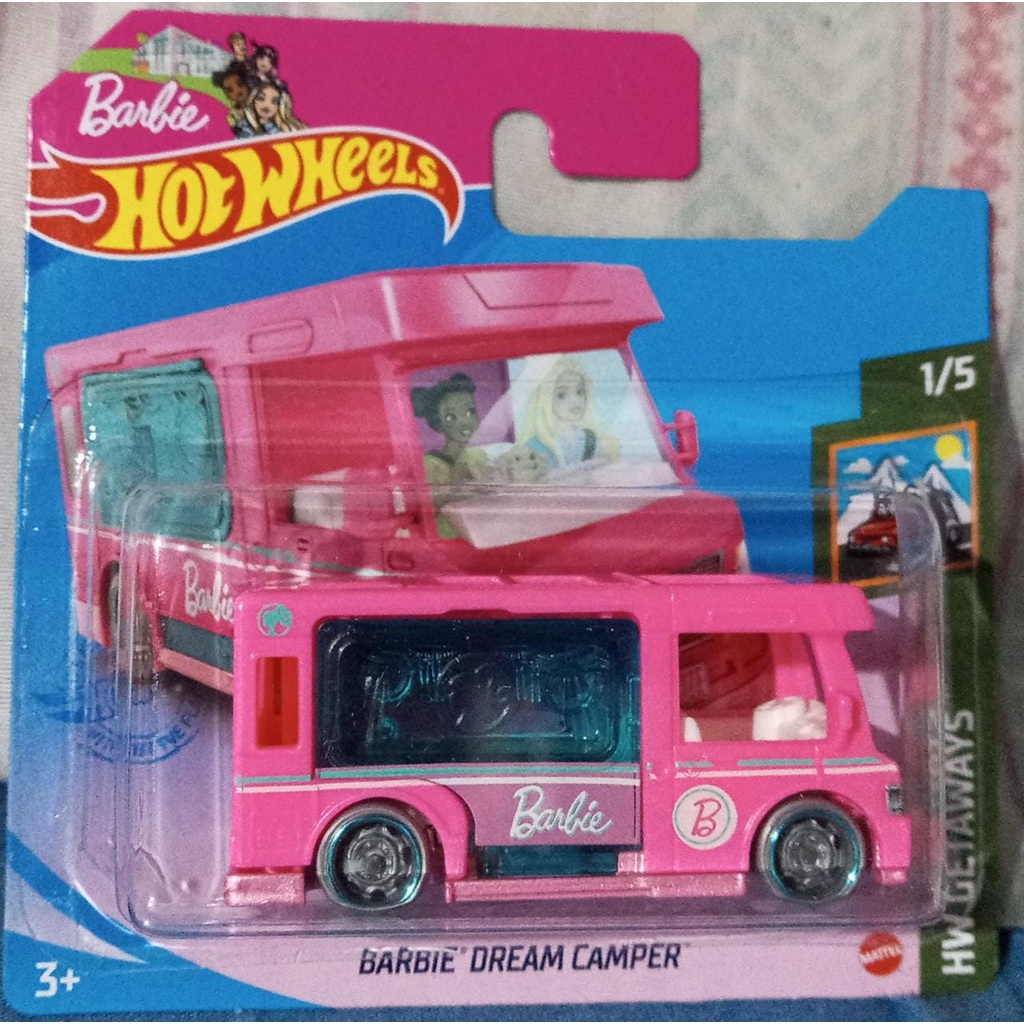 Barbie
HOT WHEELS
1/5
Barbie
Barbie
B
HW GETAWAYS
BARBIE® DREAM CAMPER™
MATTEL
3+